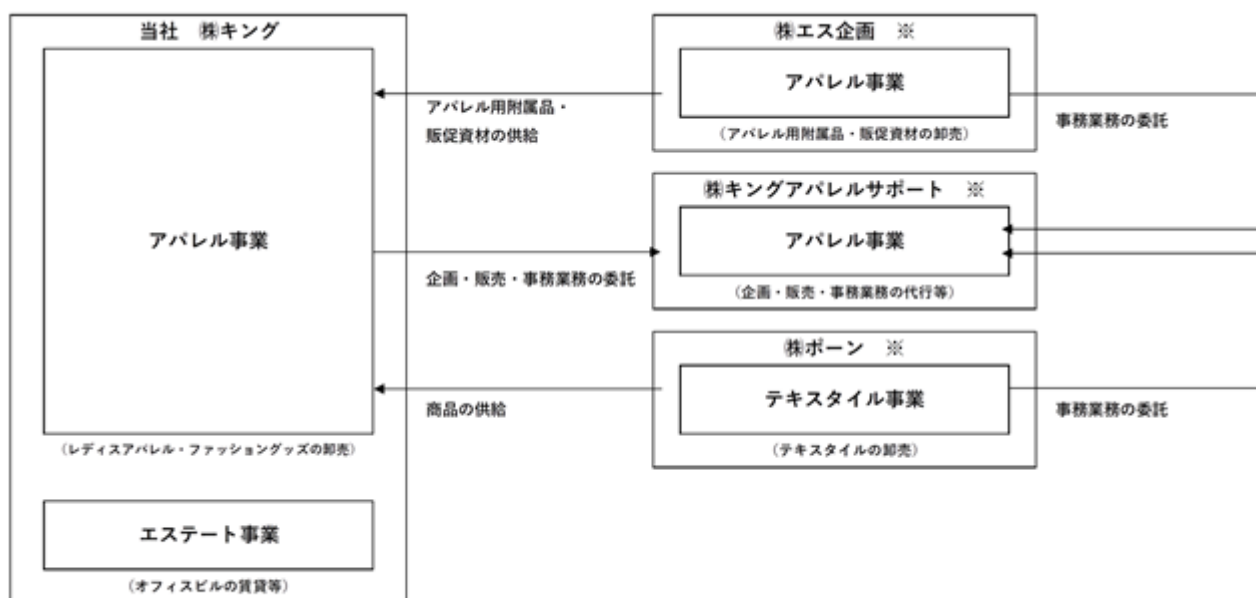 当社 ㈱キング
アパレル事業
(レディスアパレル・ファッショングッズの卸売)
エステート事業
(オフィスビルの賃貸等)
アパレル用附属品・
販促資材の供給
企画・販売・事務業務の委託
商品の供給
㈱エス企画 ※
アパレル事業
(アパレル用附属品・販促資材の卸売)
㈱キングアパレルサポート ※
アパレル事業
(企画・販売・事務業務の代行等)
㈱ポーン ※
テキスタイル事業
(テキスタイルの卸売)
事務業務の委託
事務業務の委託